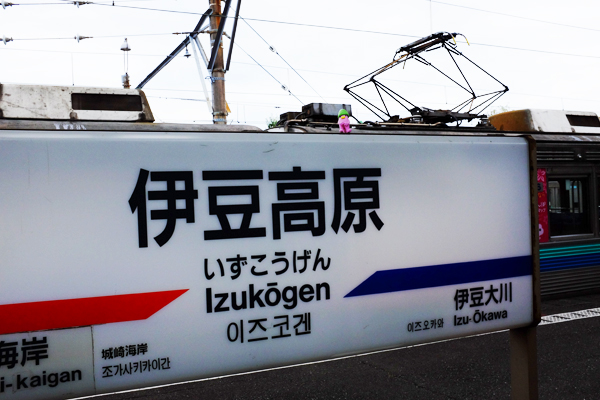 伊豆高原
いずこうげん
Izukōgen
이즈코겐
海岸
i-kaigan
城崎海岸
조가사키카이간
이즈오카와
伊豆大川
Izu-Ōkawa